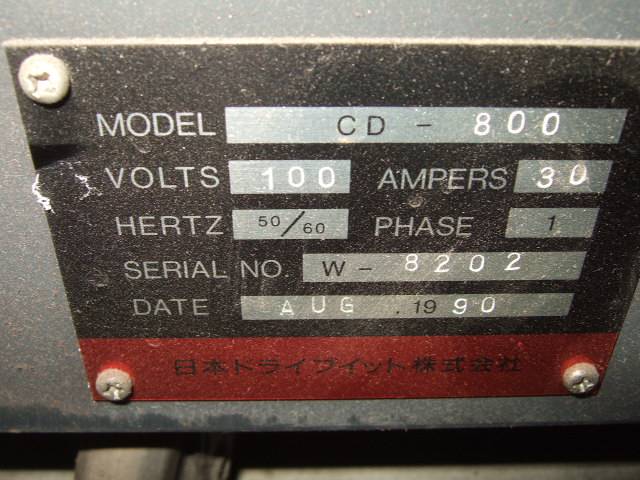 MODEL CD - 800
VOLTS 100 AMPERS 30
HERTZ 50/60 PHASE 1
SERIAL NO. W - 8202
DATE AUG .1990
日本ドライブイット株式会社